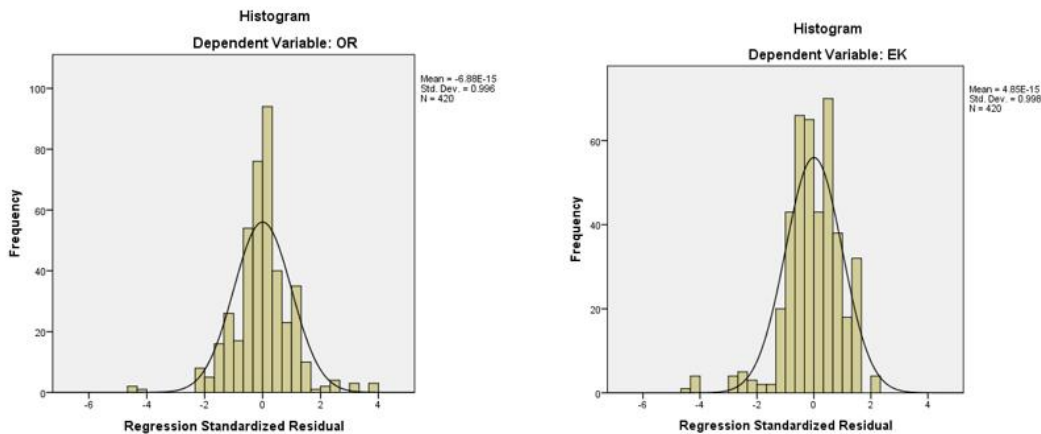 Histogram
Dependent Variable: OR
Mean = -6.88E-15
Std. Dev. = 0.996
N = 420
100
80
60
40
20
0
Frequency
-6 -4 -2 0 2 4
Regression Standardized Residual
Histogram
Dependent Variable: EK
Mean = 4.85E-15
Std. Dev. = 0.998
N = 420
60
40
20
0
Frequency
-6 -4 -2 0 2 4
Regression Standardized Residual